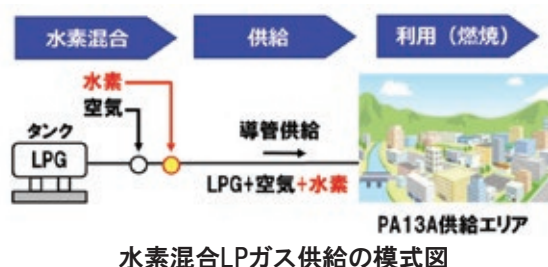 水素混合
供給
利用（燃焼）
水素
空気
タンク
LPG
導管供給
LPG+空気+水素
PA13A供給エリア
水素混合LPガス供給の模式図